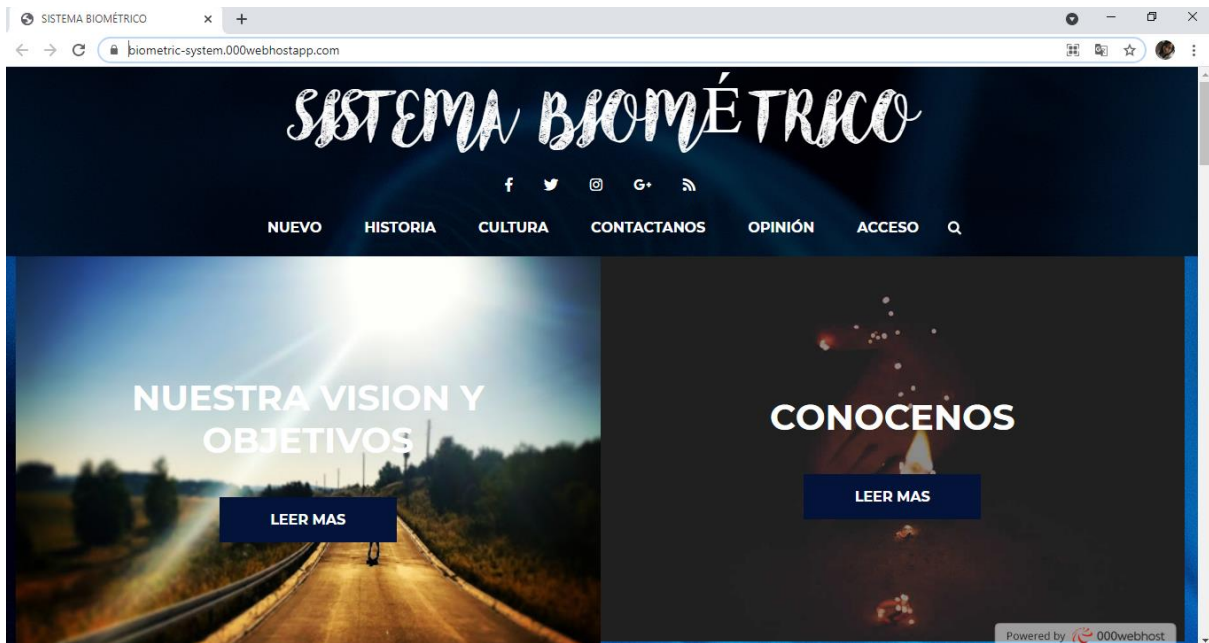 SISTEMA BIOMÉTRICO
biometric-system.000webhostapp.com
SISTEMA BIOMÉTRICO
NUEVO HISTORIA CULTURA CONTACTANOS OPINIÓN ACCESO
NUESTRA VISION Y
OBJETIVOS
LEER MAS
CONOCENOS
LEER MAS
Powered by 000webhost